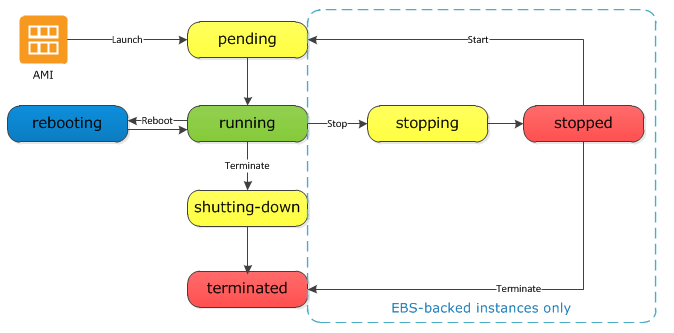 Launch
pending
Start
AMI
rebooting
Reboot
running
Stop
stopping
stopped
Terminate
shutting-down
terminated
Terminate
EBS-backed instances only